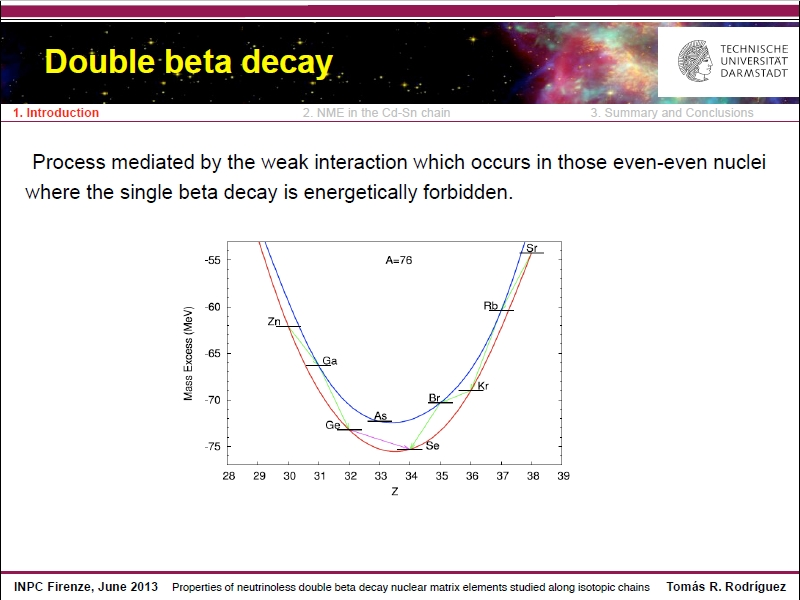 Double beta decay
TECHNISCHE
UNIVERSITÄT
DARMSTADT
1. Introduction 2. NME in the Cd-Sn chain 3. Summary and Conclusions
Process mediated by the weak interaction which occurs in those even-even nuclei
where the single beta decay is energetically forbidden.
A=76
Sr
-55
Rb
-60
Zn
Ga
-65
Mass Excess (MeV)
Kr
Br
-70
As
Ge
Se
-75
28 29 30 31 32 33 34 35 36 37 38 39
Z
INPC Firenze, June 2013 Properties of neutrinoless double beta decay nuclear matrix elements studied along isotopic chains Tomás R. Rodríguez